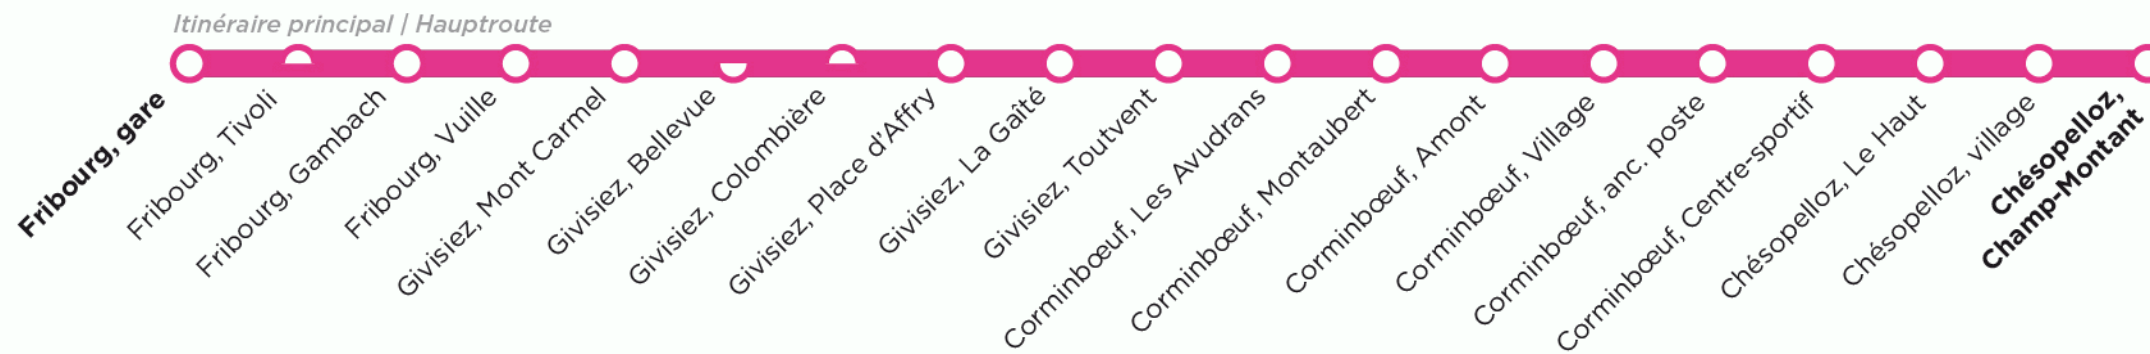 Itinéraire principal | Hauptroute
Fribourg, gare
Fribourg, Tivoli
Fribourg, Gambach
Fribourg, Vuille
Givisiez, Mont Carmel
Givisiez, Bellevue
Givisiez, Colombière
Givisiez, Place d'Affry
Givisiez, La Gaîté
Givisiez, Toutvent
Corminbœuf, Les Avudrans
Corminbœuf, Montaubert
Corminbœuf, Amont
Corminbœuf, Village
Corminbœuf, anc. poste
Corminbœuf, Centre-sportif
Chésopelloz, Le Haut
Chésopelloz, village
Chésopelloz,
Champ-Montant